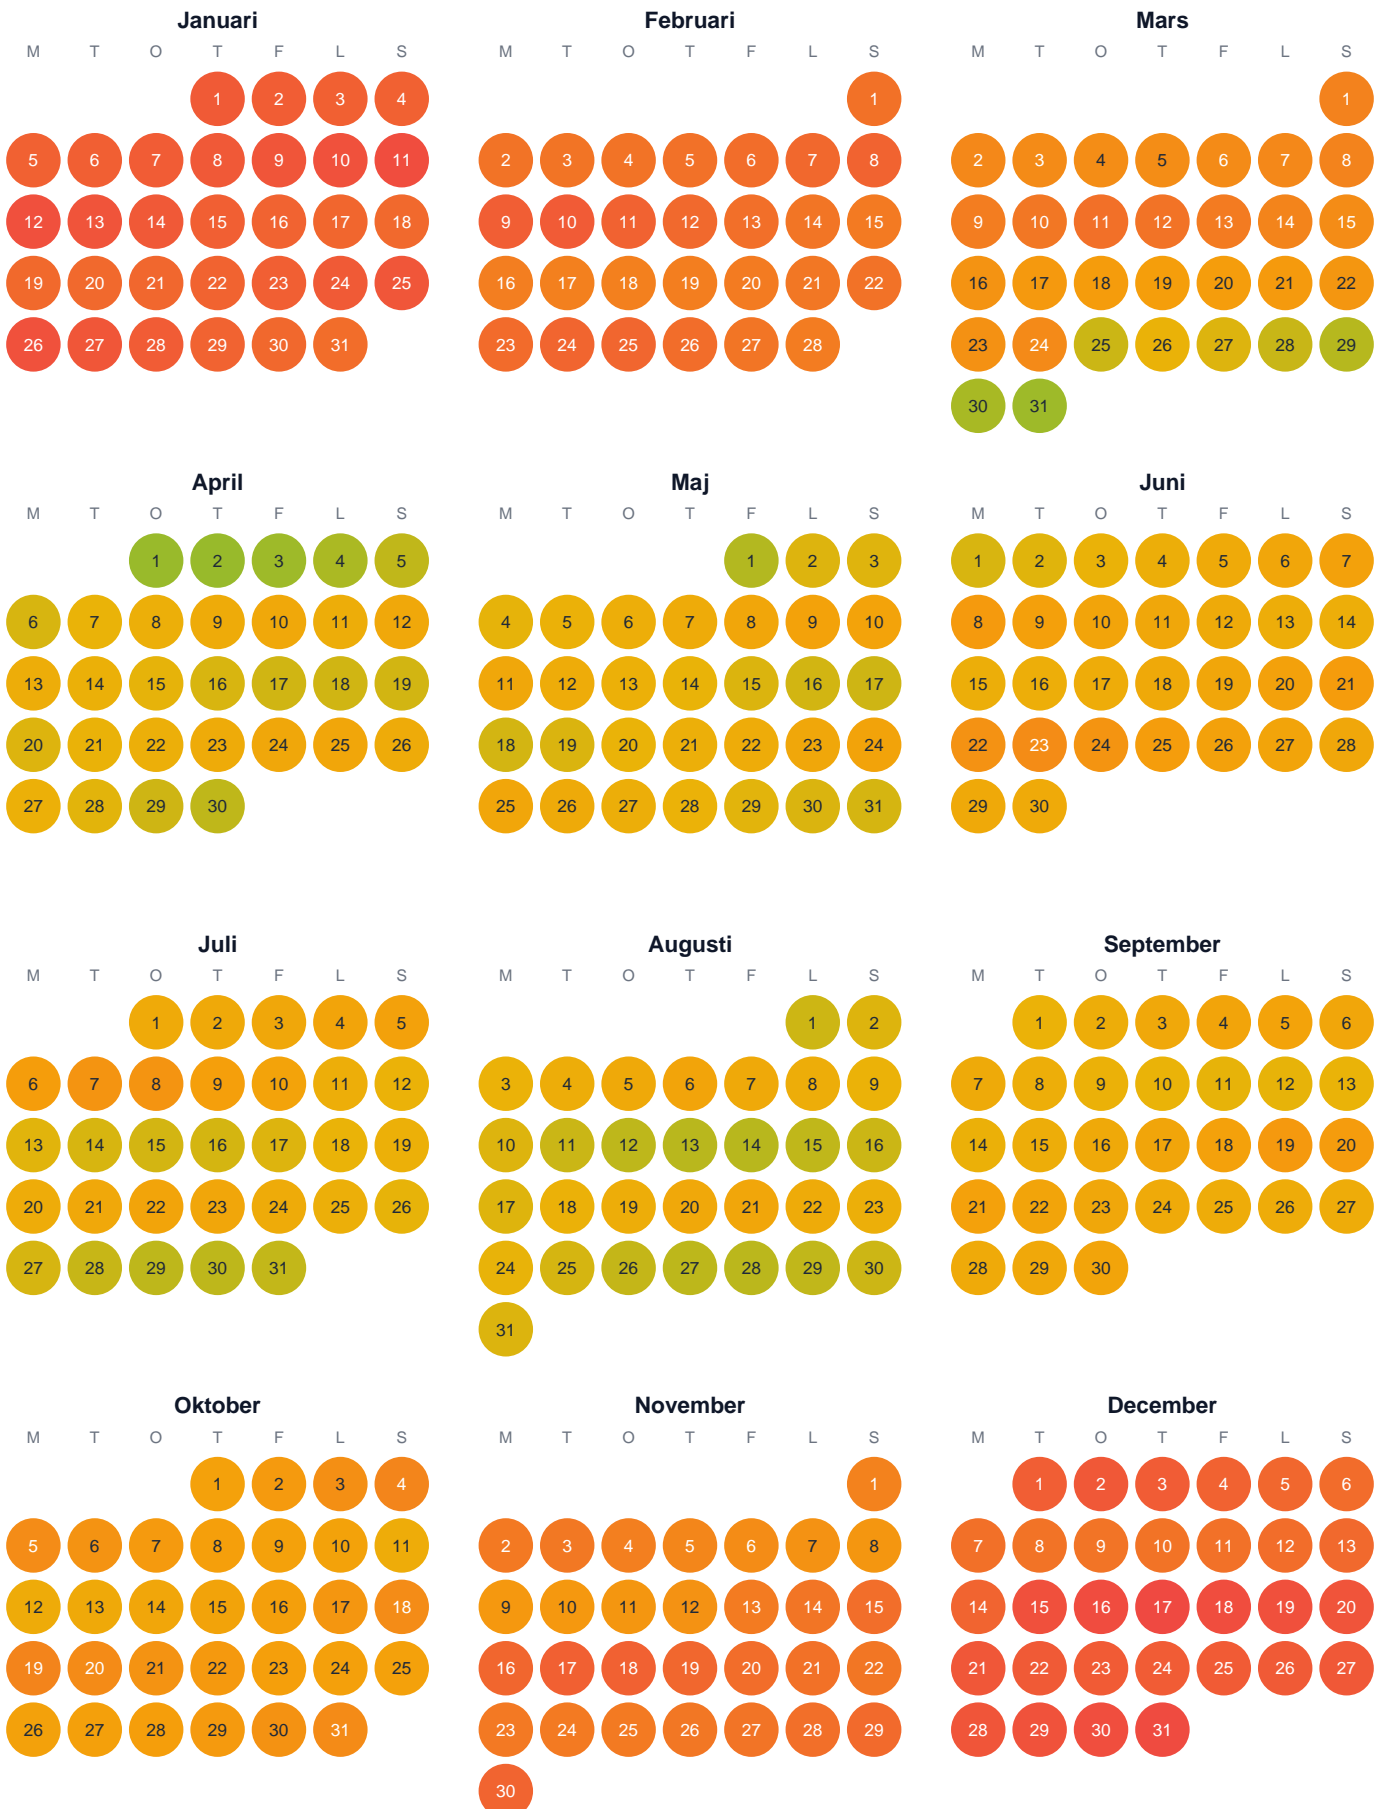 Januari Februari Mars
M T O T F L S M T O T F L S M T O T F L S
1 2 3 4 1 1
5 6 7 8 9 10 11 2 3 4 5 6 7 8 2 3 4 5 6 7 8
12 13 14 15 16 17 18 9 10 11 12 13 14 15 9 10 11 12 13 14 15
19 20 21 22 23 24 25 16 17 18 19 20 21 22 16 17 18 19 20 21 22
26 27 28 29 30 31 23 24 25 26 27 28 23 24 25 26 27 28 29
30 31
April Maj Juni
M T O T F L S M T O T F L S M T O T F L S
1 2 3 4 5 1 2 3 1 2 3 4 5 6 7
6 7 8 9 10 11 12 4 5 6 7 8 9 10 8 9 10 11 12 13 14
13 14 15 16 17 18 19 11 12 13 14 15 16 17 15 16 17 18 19 20 21
20 21 22 23 24 25 26 18 19 20 21 22 23 24 22 23 24 25 26 27 28
27 28 29 30 25 26 27 28 29 30 31 29 30
Juli Augusti September
M T O T F L S M T O T F L S M T O T F L S
1 2 3 4 5 1 2 1 2 3 4 5 6
6 7 8 9 10 11 12 3 4 5 6 7 8 9 7 8 9 10 11 12 13
13 14 15 16 17 18 19 10 11 12 13 14 15 16 14 15 16 17 18 19 20
20 21 22 23 24 25 26 17 18 19 20 21 22 23 21 22 23 24 25 26 27
27 28 29 30 31 24 25 26 27 28 29 30 28 29 30
31
Oktober November December
M T O T F L S M T O T F L S M T O T F L S
1 2 3 4 1 1 2 3 4 5 6
5 6 7 8 9 10 11 2 3 4 5 6 7 8 7 8 9 10 11 12 13
12 13 14 15 16 17 18 9 10 11 12 13 14 15 14 15 16 17 18 19 20
19 20 21 22 23 24 25 16 17 18 19 20 21 22 21 22 23 24 25 26 27
26 27 28 29 30 31 23 24 25 26 27 28 29 28 29 30 31
30